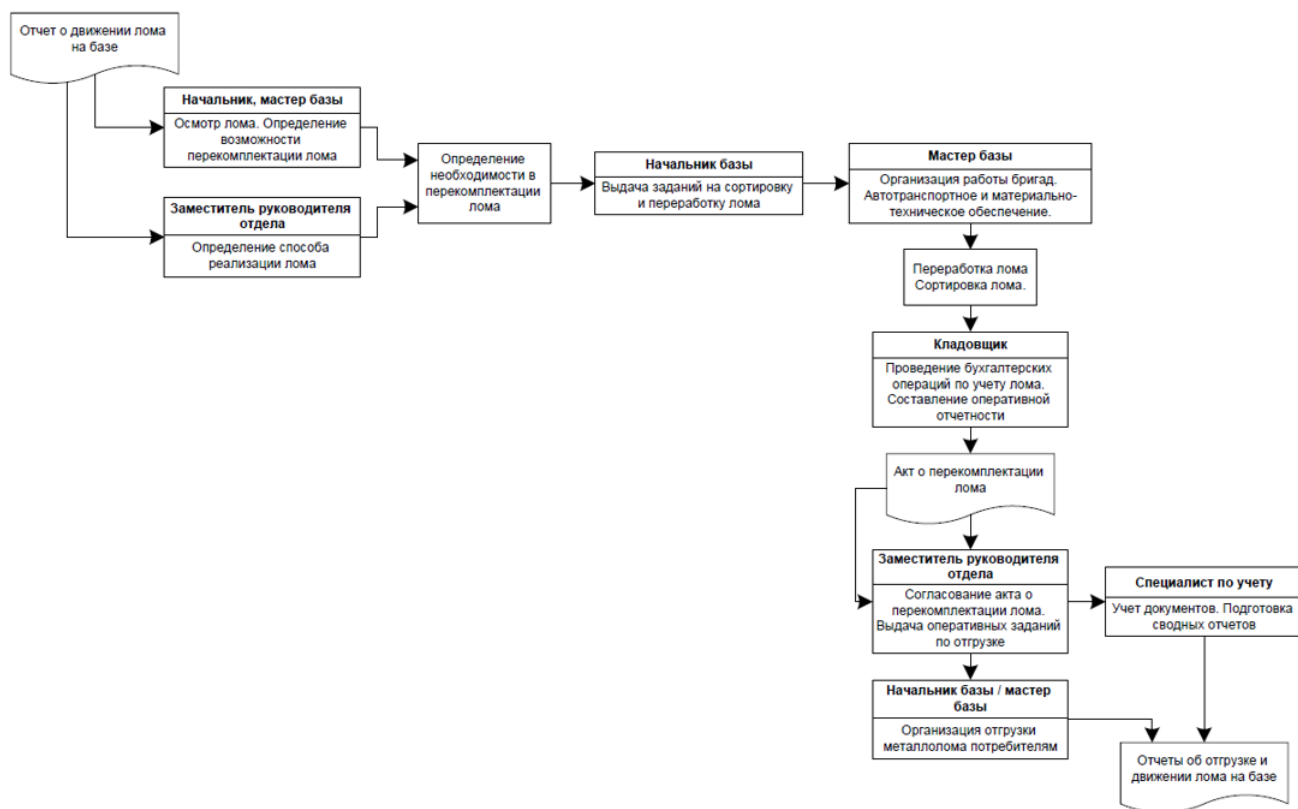 Отчет о движении лома
на базе
Начальник, мастер базы
Осмотр лома. Определение
возможности
перекомплектации лома
Заместитель руководителя
отдела
Определение способа
реализации лома
Определение
необходимости в
перекомплектации
лома
Начальник базы
Выдача заданий на сортировку
и переработку лома
Мастер базы
Организация работы бригад.
Автотранспортное и материально-
техническое обеспечение.
Переработка лома
Сортировка лома.
Кладовщик
Проведение бухгалтерских
операций по учету лома.
Составление оперативной
отчетности
Акт о перекомплектации
лома
Заместитель руководителя
отдела
Согласование акта о
перекомплектации лома.
Выдача оперативных заданий
по отгрузке
Специалист по учету
Учет документов. Подготовка
сводных отчетов
Начальник базы / мастер
базы
Организация отгрузки
металлолома потребителям
Отчеты об отгрузке и
движении лома на базе